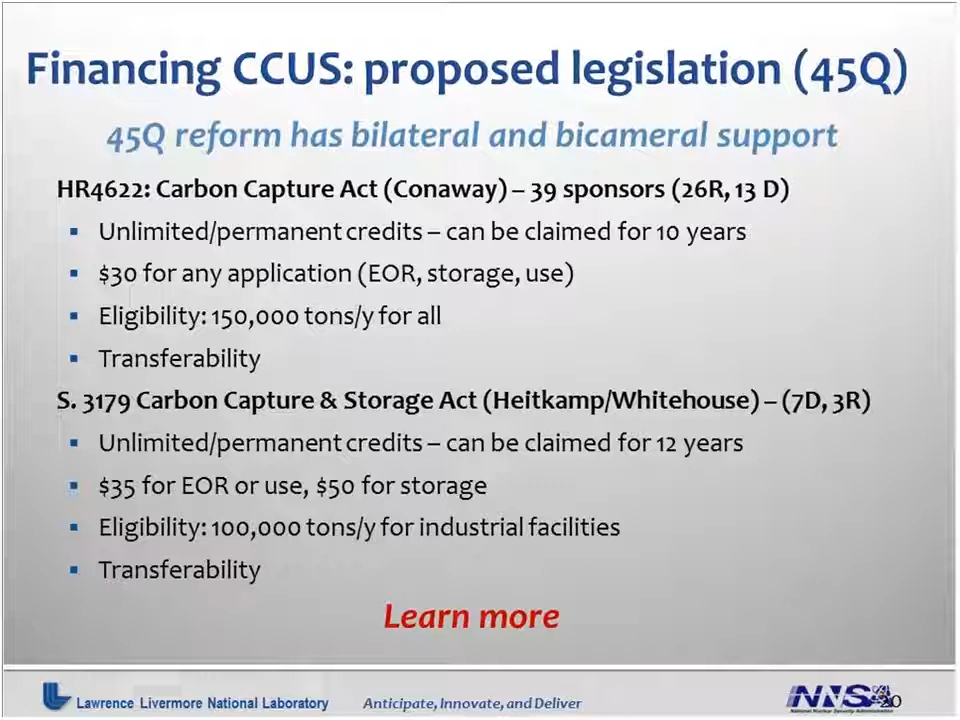 Financing CCUS: proposed legislation (45Q)
45Q reform has bilateral and bicameral support
HR4622: Carbon Capture Act (Conaway) – 39 sponsors (26R, 13 D)
▪ Unlimited/permanent credits – can be claimed for 10 years
▪ $30 for any application (EOR, storage, use)
▪ Eligibility: 150,000 tons/y for all
▪ Transferability
S. 3179 Carbon Capture & Storage Act (Heitkamp/Whitehouse) – (7D, 3R)
▪ Unlimited/permanent credits – can be claimed for 12 years
▪ $35 for EOR or use, $50 for storage
▪ Eligibility: 100,000 tons/y for industrial facilities
▪ Transferability
Learn more
Lawrence Livermore National Laboratory Anticipate, Innovate, and Deliver NNSA 20
National Nuclear Security Administration